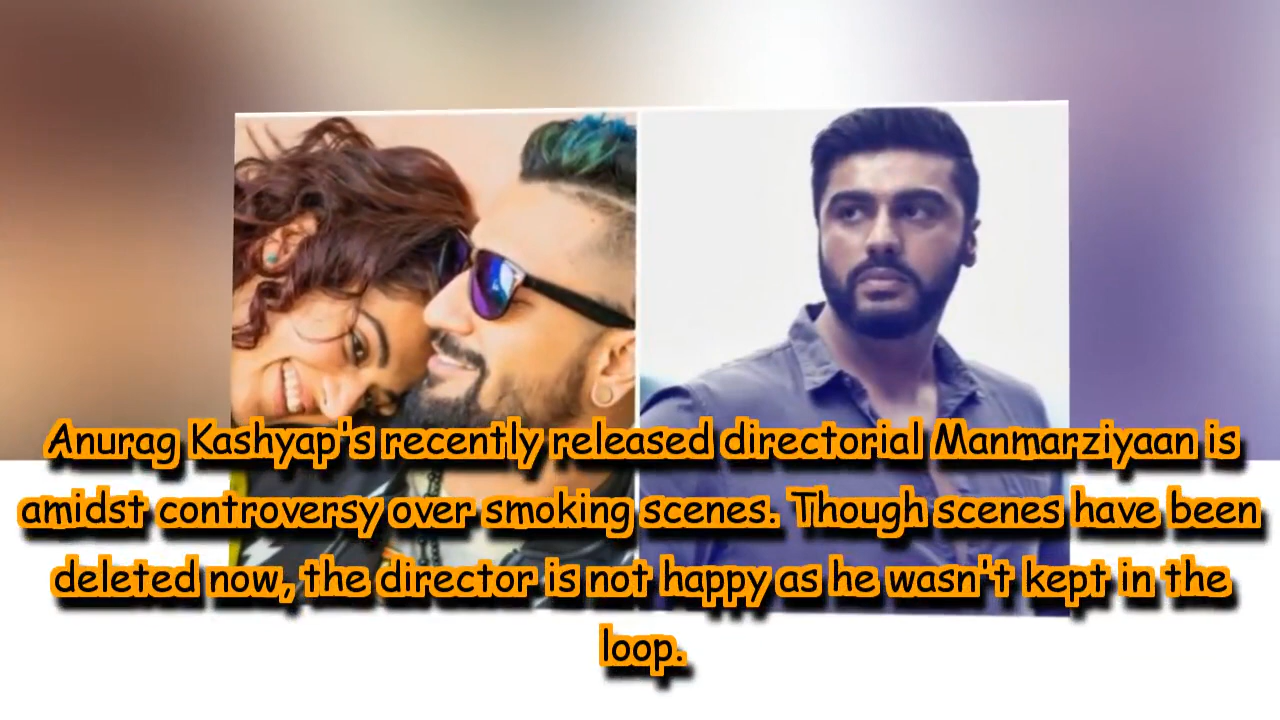 Anurag Kashyap's recently released directorial Manmarziyaan is
amidst controversy over smoking scenes. Though scenes have been
deleted now, the director is not happy as he wasn't kept in the
loop.